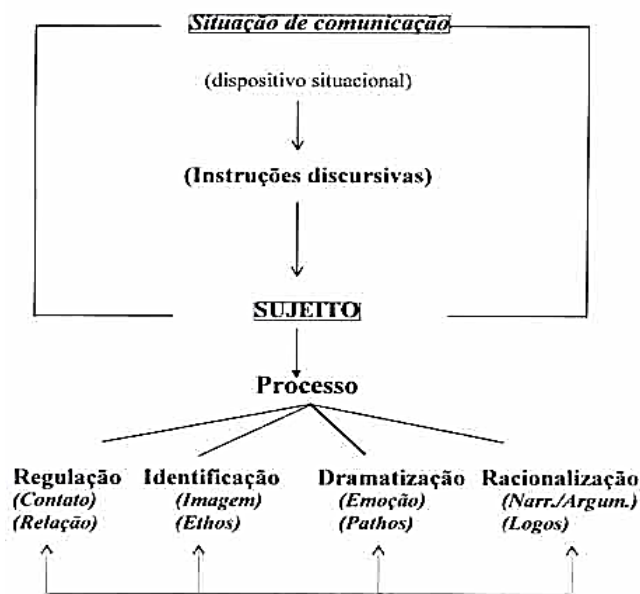 Situação de comunicação
(dispositivo situacional)
(Instruções discursivas)
SUJEITO
Processo
Regulação Identificação Dramatização Racionalização
(Contato) (Imagem) (Emoção) (Narr./Argum.)
(Relação) (Ethos) (Pathos) (Logos)